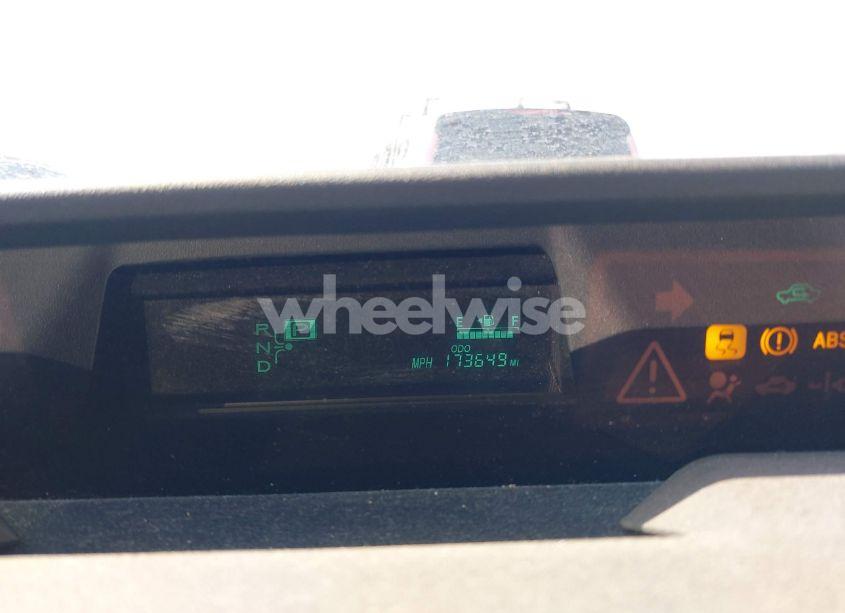 wheelwise
R P
N
D
E F
ODO
MPH 173649 MI
ABS